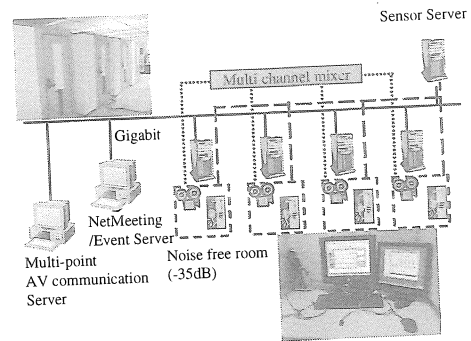 Sensor Server
Multi channel mixer
Gigabit
NetMeeting
/Event Server
Multi-point
AV communication
Server
Noise free room
(-35dB)